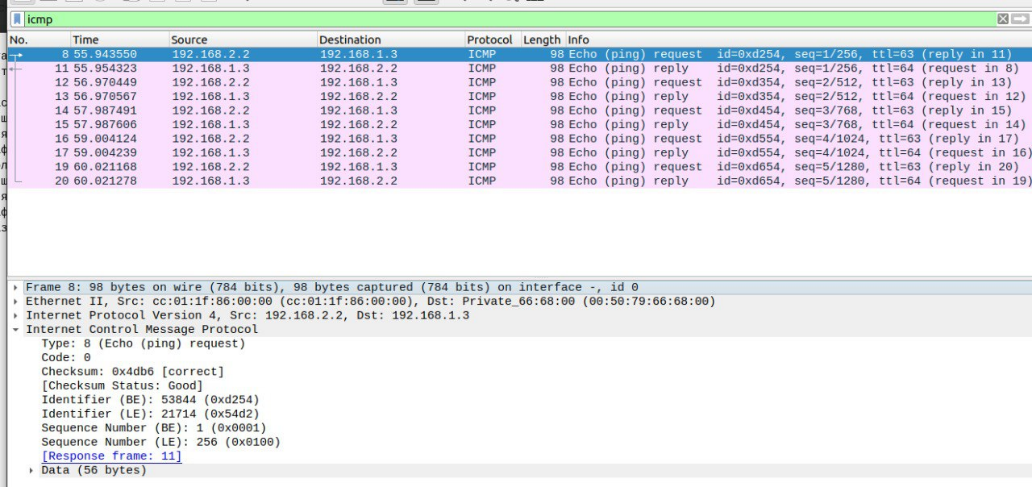 icmp
No. Time Source Destination Protocol Length Info
8 55.943550 192.168.2.2 192.168.1.3 ICMP 98 Echo (ping) request id=0xd254, seq=1/256, ttl=63 (reply in 11)
11 55.954323 192.168.1.3 192.168.2.2 ICMP 98 Echo (ping) reply id=0xd254, seq=1/256, ttl=64 (request in 8)
12 56.970449 192.168.2.2 192.168.1.3 ICMP 98 Echo (ping) request id=0xd354, seq=2/512, ttl=63 (reply in 13)
13 56.970567 192.168.1.3 192.168.2.2 ICMP 98 Echo (ping) reply id=0xd354, seq=2/512, ttl=64 (request in 12)
14 57.987491 192.168.2.2 192.168.1.3 ICMP 98 Echo (ping) request id=0xd454, seq=3/768, ttl=63 (reply in 15)
15 57.987606 192.168.1.3 192.168.2.2 ICMP 98 Echo (ping) reply id=0xd454, seq=3/768, ttl=64 (request in 14)
16 59.004124 192.168.2.2 192.168.1.3 ICMP 98 Echo (ping) request id=0xd554, seq=4/1024, ttl=63 (reply in 17)
17 59.004239 192.168.1.3 192.168.2.2 ICMP 98 Echo (ping) reply id=0xd554, seq=4/1024, ttl=64 (request in 16)
19 60.021168 192.168.2.2 192.168.1.3 ICMP 98 Echo (ping) request id=0xd654, seq=5/1280, ttl=63 (reply in 20)
20 60.021278 192.168.1.3 192.168.2.2 ICMP 98 Echo (ping) reply id=0xd654, seq=5/1280, ttl=64 (request in 19)
Frame 8: 98 bytes on wire (784 bits), 98 bytes captured (784 bits) on interface -, id 0
Ethernet II, Src: cc:01:1f:86:00:00 (cc:01:1f:86:00:00), Dst: Private_66:68:00 (00:50:79:66:68:00)
Internet Protocol Version 4, Src: 192.168.2.2, Dst: 192.168.1.3
Internet Control Message Protocol
Type: 8 (Echo (ping) request)
Code: 0
Checksum: 0x4db6 [correct]
[Checksum Status: Good]
Identifier (BE): 53844 (0xd254)
Identifier (LE): 21714 (0x54d2)
Sequence Number (BE): 1 (0x0001)
Sequence Number (LE): 256 (0x0100)
[Response frame: 11]
Data (56 bytes)